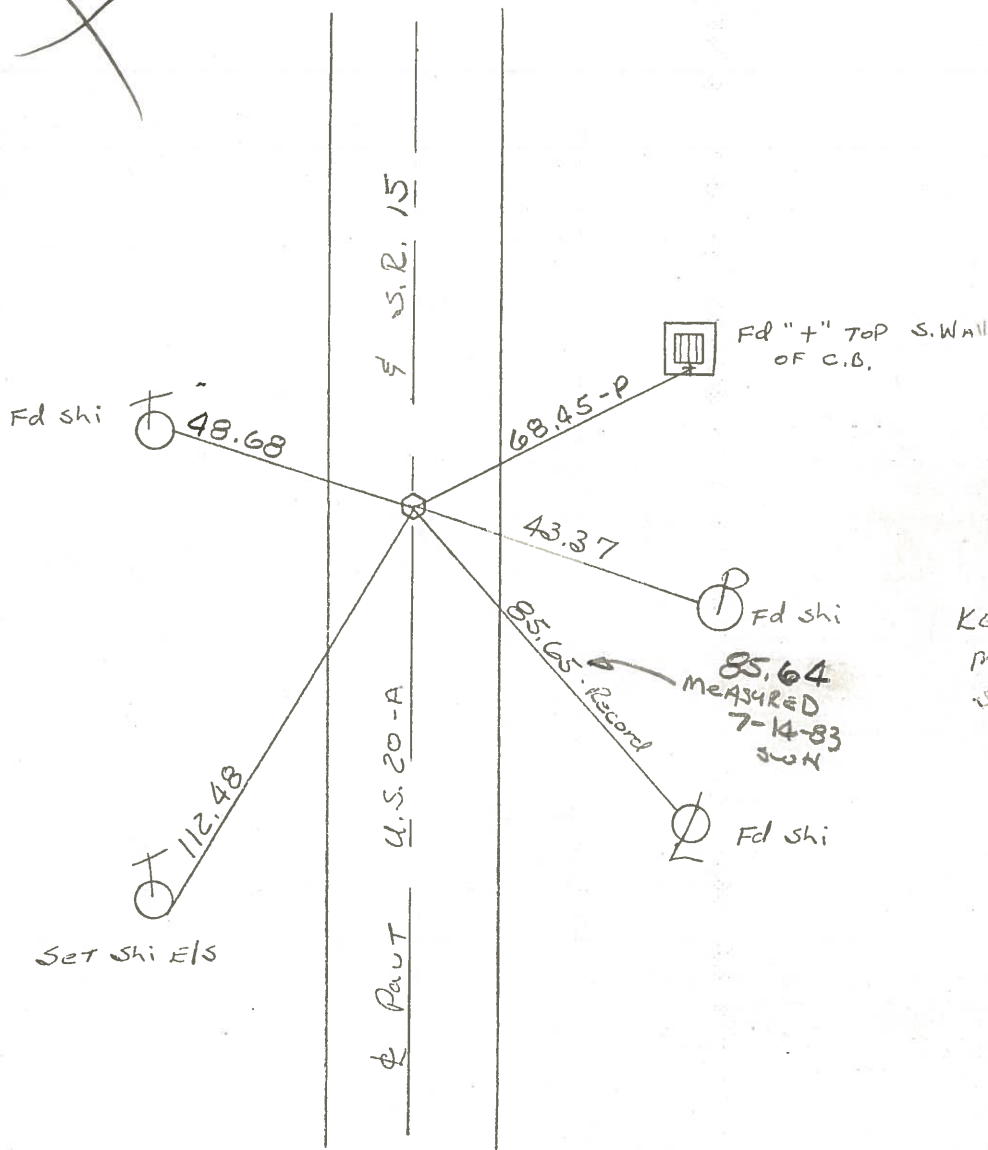 ℄ S.R. 15
Fd "+" TOP S.WAll
OF C.B.
Fd shi
48.68
68.45-P
43.37
Fd shi
85.65-Record
85.64
MEASURED
7-14-83
Fd shi
112.48
Set shi E/S
℄ Pavt U.S. 20-A